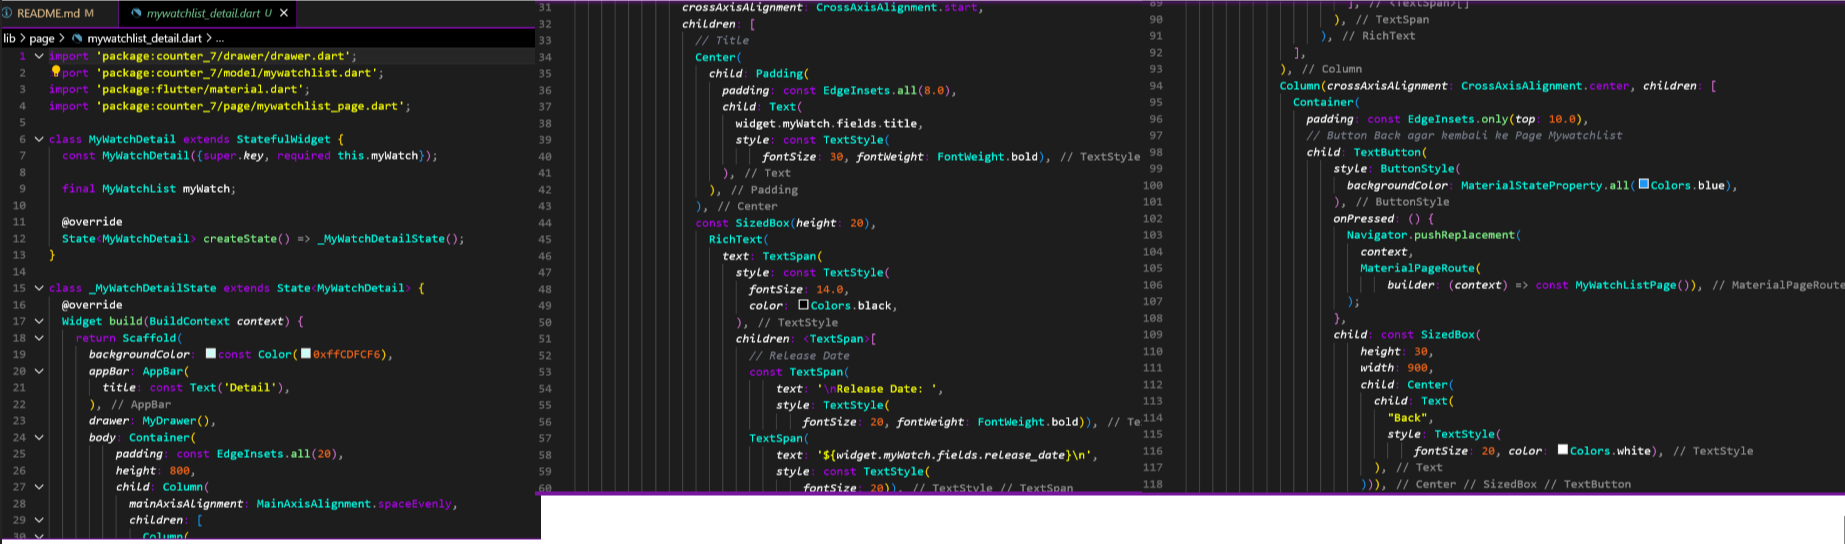 README.md M
mywatchlist_detail.dart U
lib > page > mywatchlist_detail.dart > ...
1 import 'package:counter_7/drawer/drawer.dart';
2 import 'package:counter_7/model/mywatchlist.dart';
3 import 'package:flutter/material.dart';
4 import 'package:counter_7/page/mywatchlist_page.dart';
5
6 class MyWatchDetail extends StatefulWidget {
7 const MyWatchDetail({super.key, required this.myWatch});
8
9 final MyWatchList myWatch;
10
11 @override
12 State<MyWatchDetail> createState() => _MyWatchDetailState();
13 }
14
15 class _MyWatchDetailState extends State<MyWatchDetail> {
16 @override
17 Widget build(BuildContext context) {
18 return Scaffold(
19 backgroundColor: const Color(0xffCDFCF6),
20 appBar: AppBar(
21 title: const Text('Detail'),
22 ), // AppBar
23 drawer: MyDrawer(),
24 body: Container(
25 padding: const EdgeInsets.all(20),
26 height: 800,
27 child: Column(
28 mainAxisAlignment: MainAxisAlignment.spaceEvenly,
29 children: [
30 Column(
31 crossAxisAlignment: CrossAxisAlignment.start,
32 children: [
33 // Title
34 Center(
35 child: Padding(
36 padding: const EdgeInsets.all(8.0),
37 child: Text(
38 widget.myWatch.fields.title,
39 style: const TextStyle(
40 fontSize: 30, fontWeight: FontWeight.bold), // TextStyle
41 ), // Text
42 ), // Padding
43 ), // Center
44 const SizedBox(height: 20),
45 RichText(
46 text: TextSpan(
47 style: const TextStyle(
48 fontSize: 14.0,
49 color: Colors.black,
50 ), // TextStyle
51 children: <TextSpan>[
52 // Release Date
53 const TextSpan(
54 text: '\nRelease Date: ',
55 style: TextStyle(
56 fontSize: 20, fontWeight: FontWeight.bold)), // Te
57 TextSpan(
58 text: '${widget.myWatch.fields.release_date}\n',
59 style: const TextStyle(
60 fontSize: 20)), // TextStyle // TextSpan
89 ], // <TextSpan>[]
90 ), // TextSpan
91 ), // RichText
92 ],
93 ), // Column
94 Column(crossAxisAlignment: CrossAxisAlignment.center, children: [
95 Container(
96 padding: const EdgeInsets.only(top: 10.0),
97 // Button Back agar kembali ke Page MywatchList
98 child: TextButton(
99 style: ButtonStyle(
100 backgroundColor: MaterialStateProperty.all(Colors.blue),
101 ), // ButtonStyle
102 onPressed: () {
103 Navigator.pushReplacement(
104 context,
105 MaterialPageRoute(
106 builder: (context) => const MyWatchListPage()), // MaterialPageRoute
107 );
108 },
109 child: const SizedBox(
110 height: 30,
111 width: 900,
112 child: Center(
113 child: Text(
114 "Back",
115 style: TextStyle(
116 fontSize: 20, color: Colors.white), // TextStyle
117 ), // Text
118 ))), // Center // SizedBox // TextButton